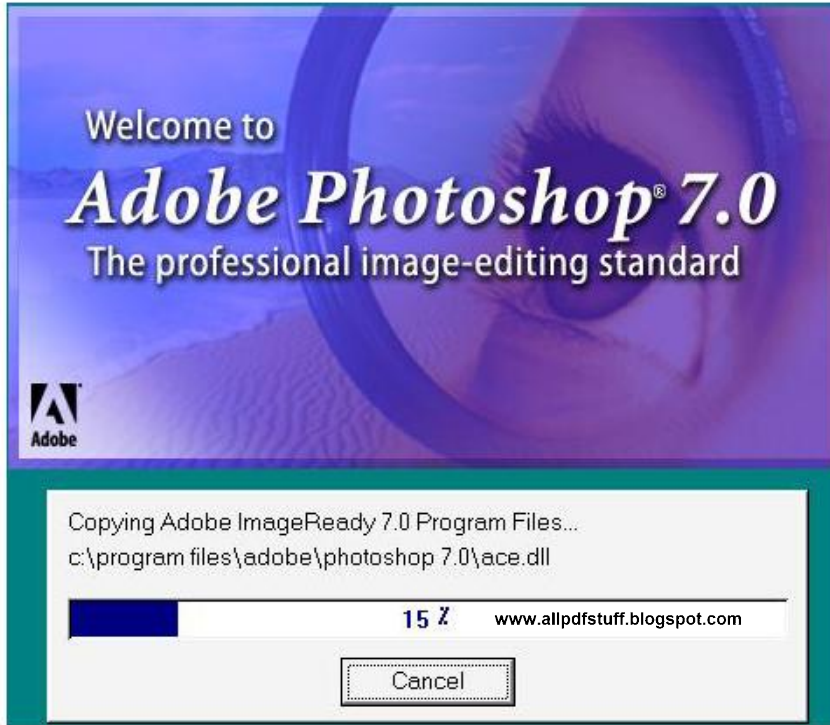 Welcome to
Adobe Photoshop® 7.0
The professional image-editing standard
Adobe
Copying Adobe ImageReady 7.0 Program Files...
c:\program files\adobe\photoshop 7.0\ace.dll
15 % www.allpdfstuff.blogspot.com
Cancel